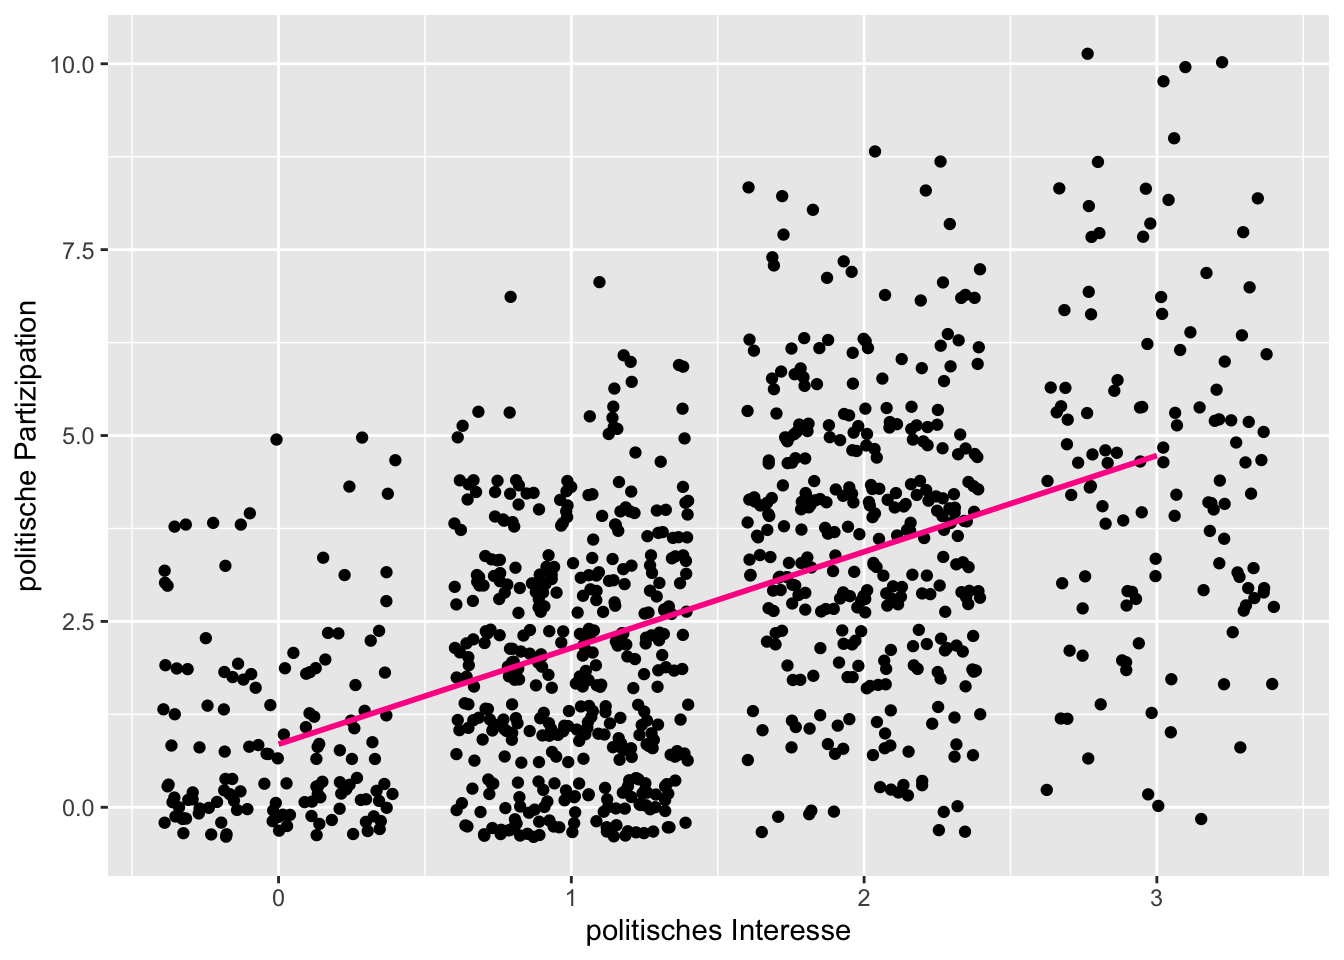 10.0
7.5
5.0
2.5
0.0
politische Partizipation
0 1 2 3
politisches Interesse